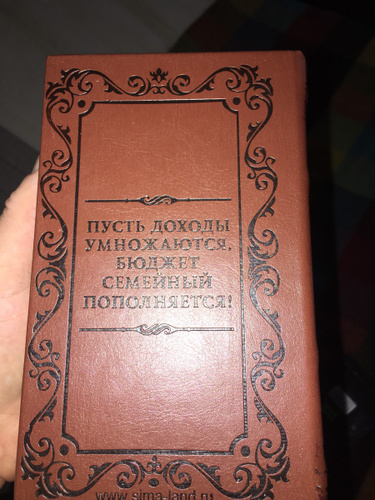 ПУСТЬ ДОХОДЫ
УМНОЖАЮТСЯ,
БЮДЖЕТ
СЕМЕЙНЫЙ
ПОПОЛНЯЕТСЯ!
www.sima-land.ru